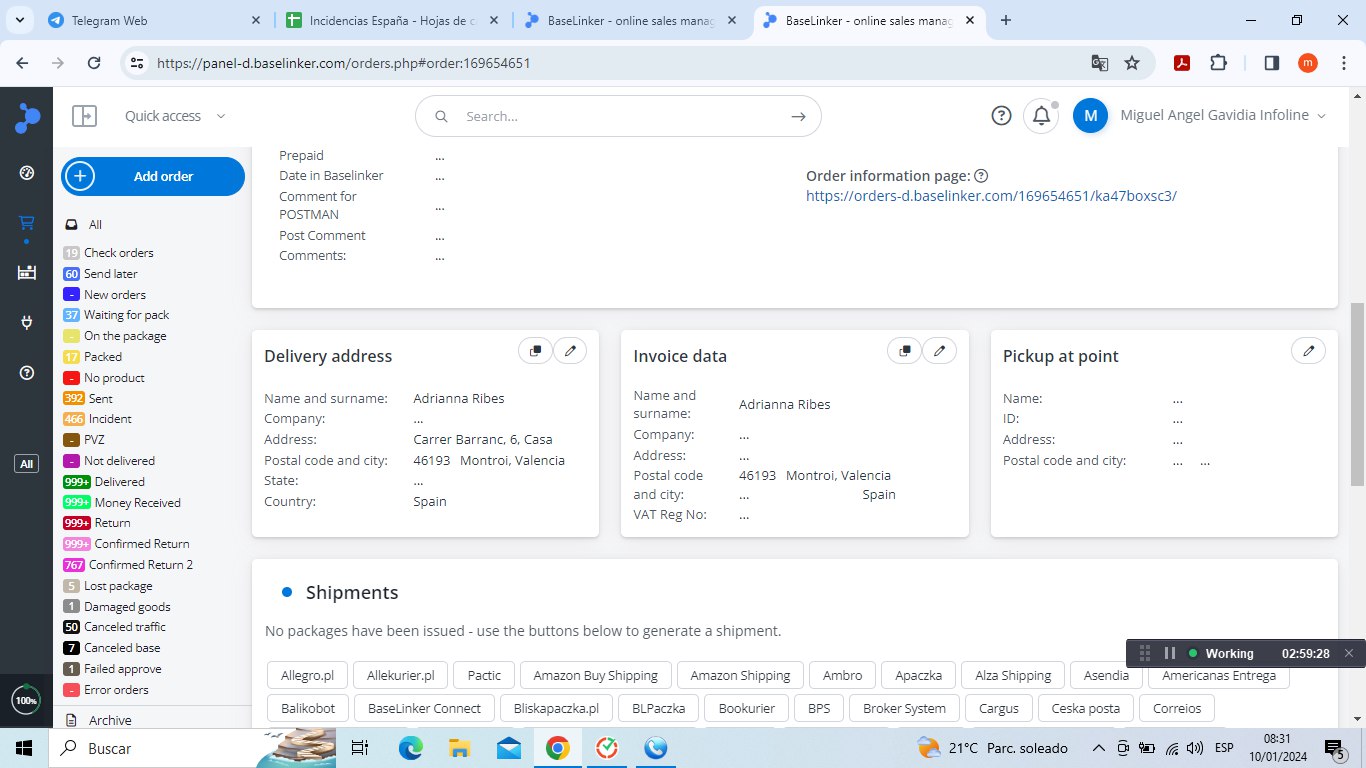 Telegram Web
Incidencias España - Hojas de c
BaseLinker - online sales manag
BaseLinker - online sales manag
https://panel-d.baselinker.com/orders.php#order:169654651
m
Quick access
Search...
M
Miguel Angel Gavidia Infoline
Add order
All
19 Check orders
60 Send later
- New orders
37 Waiting for pack
- On the package
17 Packed
- No product
392 Sent
466 Incident
- PVZ
- Not delivered
999+ Delivered
999+ Money Received
999+ Return
999+ Confirmed Return
767 Confirmed Return 2
5 Lost package
1 Damaged goods
50 Canceled traffic
7 Canceled base
1 Failed approve
- Error orders
Archive
All
100%
Prepaid ...
Date in Baselinker ...
Comment for
POSTMAN ...
Post Comment ...
Comments: ...
Order information page:
https://orders-d.baselinker.com/169654651/ka47boxsc3/
Delivery address
Name and surname: Adrianna Ribes
Company: ...
Address: Carrer Barranc, 6, Casa
Postal code and city: 46193 Montroi, Valencia
State: ...
Country: Spain
Invoice data
Name and
surname: Adrianna Ribes
Company: ...
Address: ...
Postal code 46193 Montroi, Valencia
and city: ... Spain
VAT Reg No: ...
Pickup at point
Name: ...
ID: ...
Address: ...
Postal code and city: ... ...
Shipments
No packages have been issued - use the buttons below to generate a shipment.
Allegro.pl Allekurier.pl Pactic Amazon Buy Shipping Amazon Shipping Ambro Apaczka Alza Shipping Asendia Americanas Entrega
Balikobot BaseLinker Connect Bliskapaczka.pl BLPaczka Bookurier BPS Broker System Cargus Ceska posta Correios
Working 02:59:28
Buscar
21°C Parc. soleado
ESP
08:31
10/01/2024
5